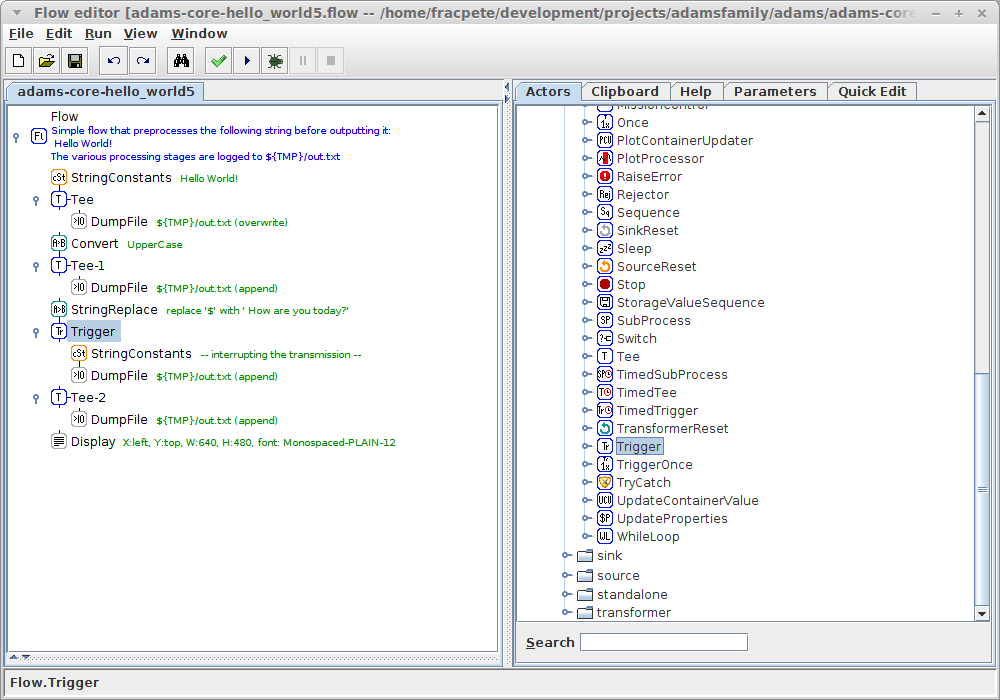 Flow editor [adams-core-hello_world5.flow -- /home/fracpete/development/projects/adamsfamily/adams/adams-core
File Edit Run View Window
adams-core-hello_world5
Flow
Simple flow that preprocesses the following string before outputting it:
Hello World!
The various processing stages are logged to ${TMP}/out.txt
StringConstants Hello World!
Tee
DumpFile ${TMP}/out.txt (overwrite)
Convert UpperCase
Tee-1
DumpFile ${TMP}/out.txt (append)
StringReplace replace '$' with ' How are you today?'
Trigger
StringConstants -- interrupting the transmission --
DumpFile ${TMP}/out.txt (append)
Tee-2
DumpFile ${TMP}/out.txt (append)
Display X:left, Y:top, W:640, H:480, font: Monospaced-PLAIN-12
Actors Clipboard Help Parameters Quick Edit
MissionControl
Once
PlotContainerUpdater
PlotProcessor
RaiseError
Rejector
Sequence
SinkReset
Sleep
SourceReset
Stop
StorageValueSequence
SubProcess
Switch
Tee
TimedSubProcess
TimedTee
TimedTrigger
TransformerReset
Trigger
TriggerOnce
TryCatch
UpdateContainerValue
UpdateProperties
WhileLoop
sink
source
standalone
transformer
Search
Flow.Trigger